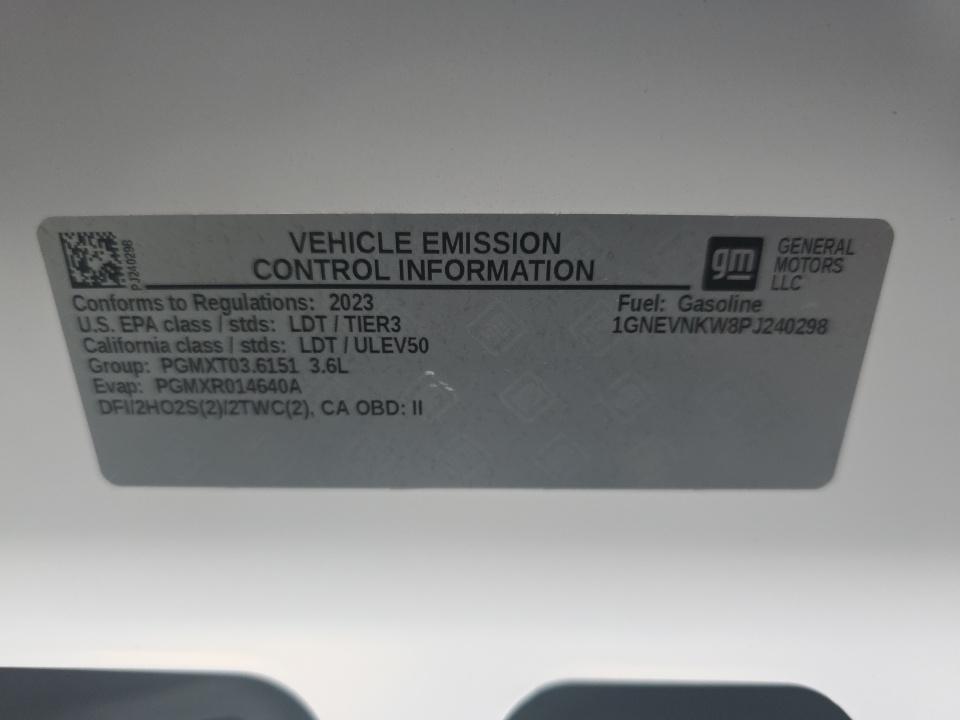 VEHICLE EMISSION
CONTROL INFORMATION
gm
GENERAL
MOTORS
LLC
PJ240298
Conforms to Regulations: 2023
U.S. EPA class / stds: LDT / TIER3
California class / stds: LDT / ULEV50
Group: PGMXT03.6151 3.6L
Evap: PGMXR014640A
DFI/2HO2S(2)/2TWC(2), CA OBD: II
Fuel: Gasoline
1GNEVNKW8PJ240298